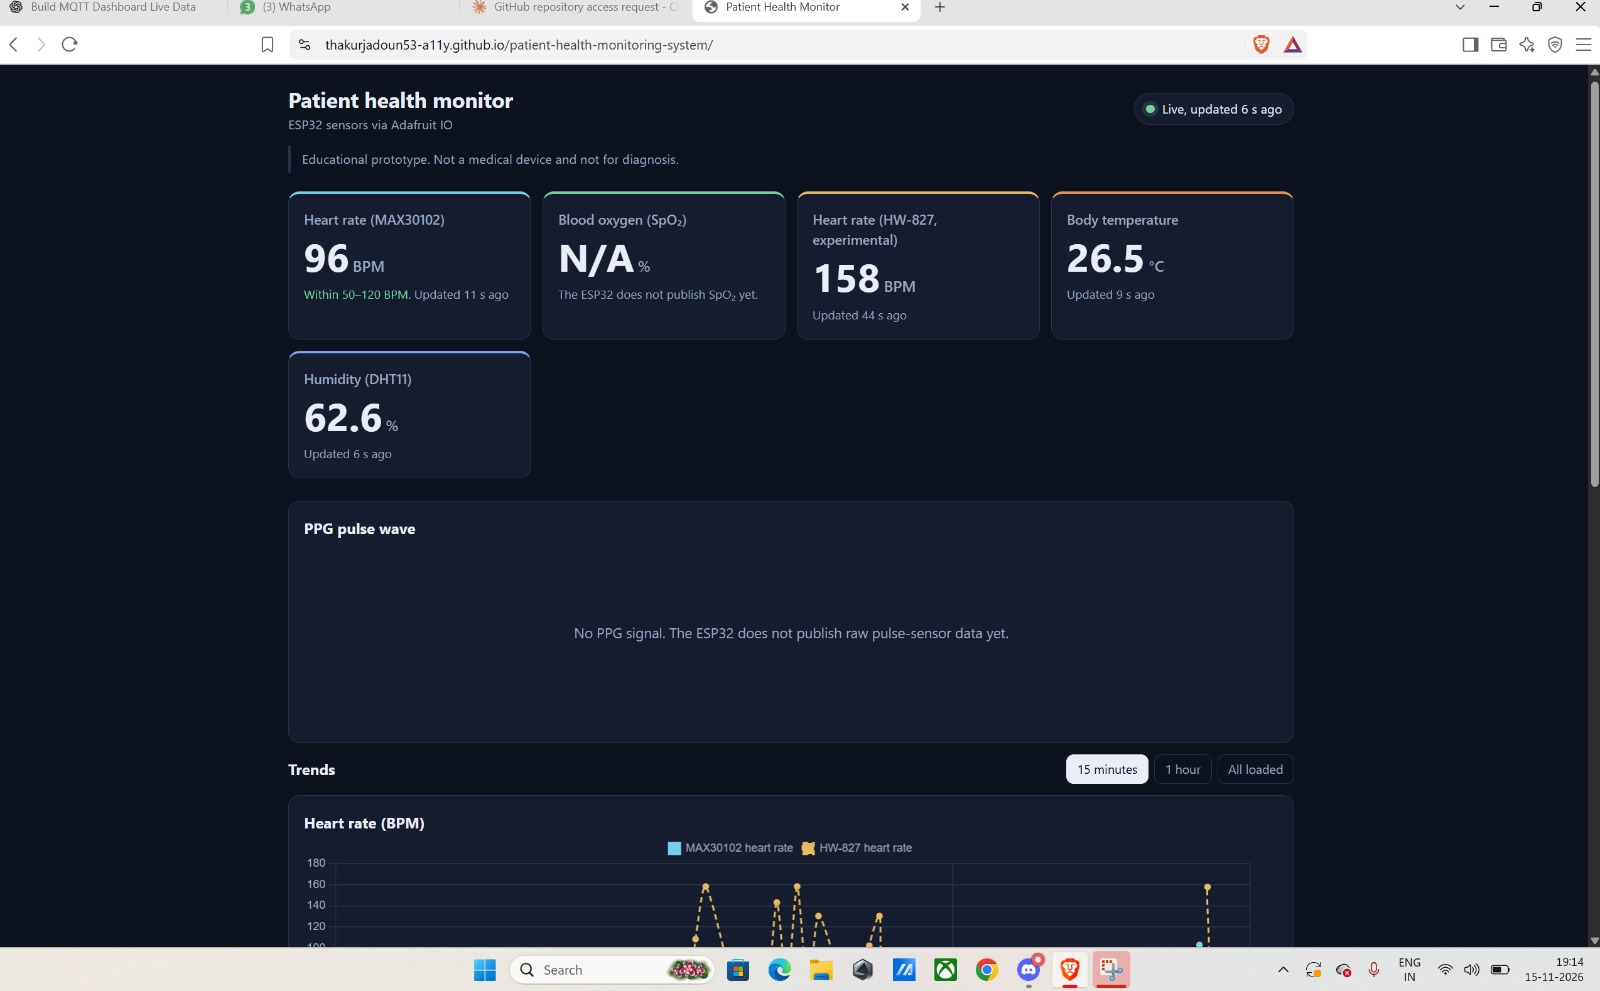 Build MQTT Dashboard Live Data
3
(3) WhatsApp
GitHub repository access request - C
Patient Health Monitor
thakurjadoun53-a11y.github.io/patient-health-monitoring-system/
Patient health monitor
ESP32 sensors via Adafruit IO
Live, updated 6 s ago
Educational prototype. Not a medical device and not for diagnosis.
Heart rate (MAX30102)
96 BPM
Within 50–120 BPM. Updated 11 s ago
Blood oxygen (SpO₂)
N/A %
The ESP32 does not publish SpO₂ yet.
Heart rate (HW-827,
experimental)
158 BPM
Updated 44 s ago
Body temperature
26.5 °C
Updated 9 s ago
Humidity (DHT11)
62.6 %
Updated 6 s ago
PPG pulse wave
No PPG signal. The ESP32 does not publish raw pulse-sensor data yet.
Trends
15 minutes
1 hour
All loaded
Heart rate (BPM)
MAX30102 heart rate
HW-827 heart rate
180
160
140
120
100
Search
ENG
IN
19:14
15-11-2026